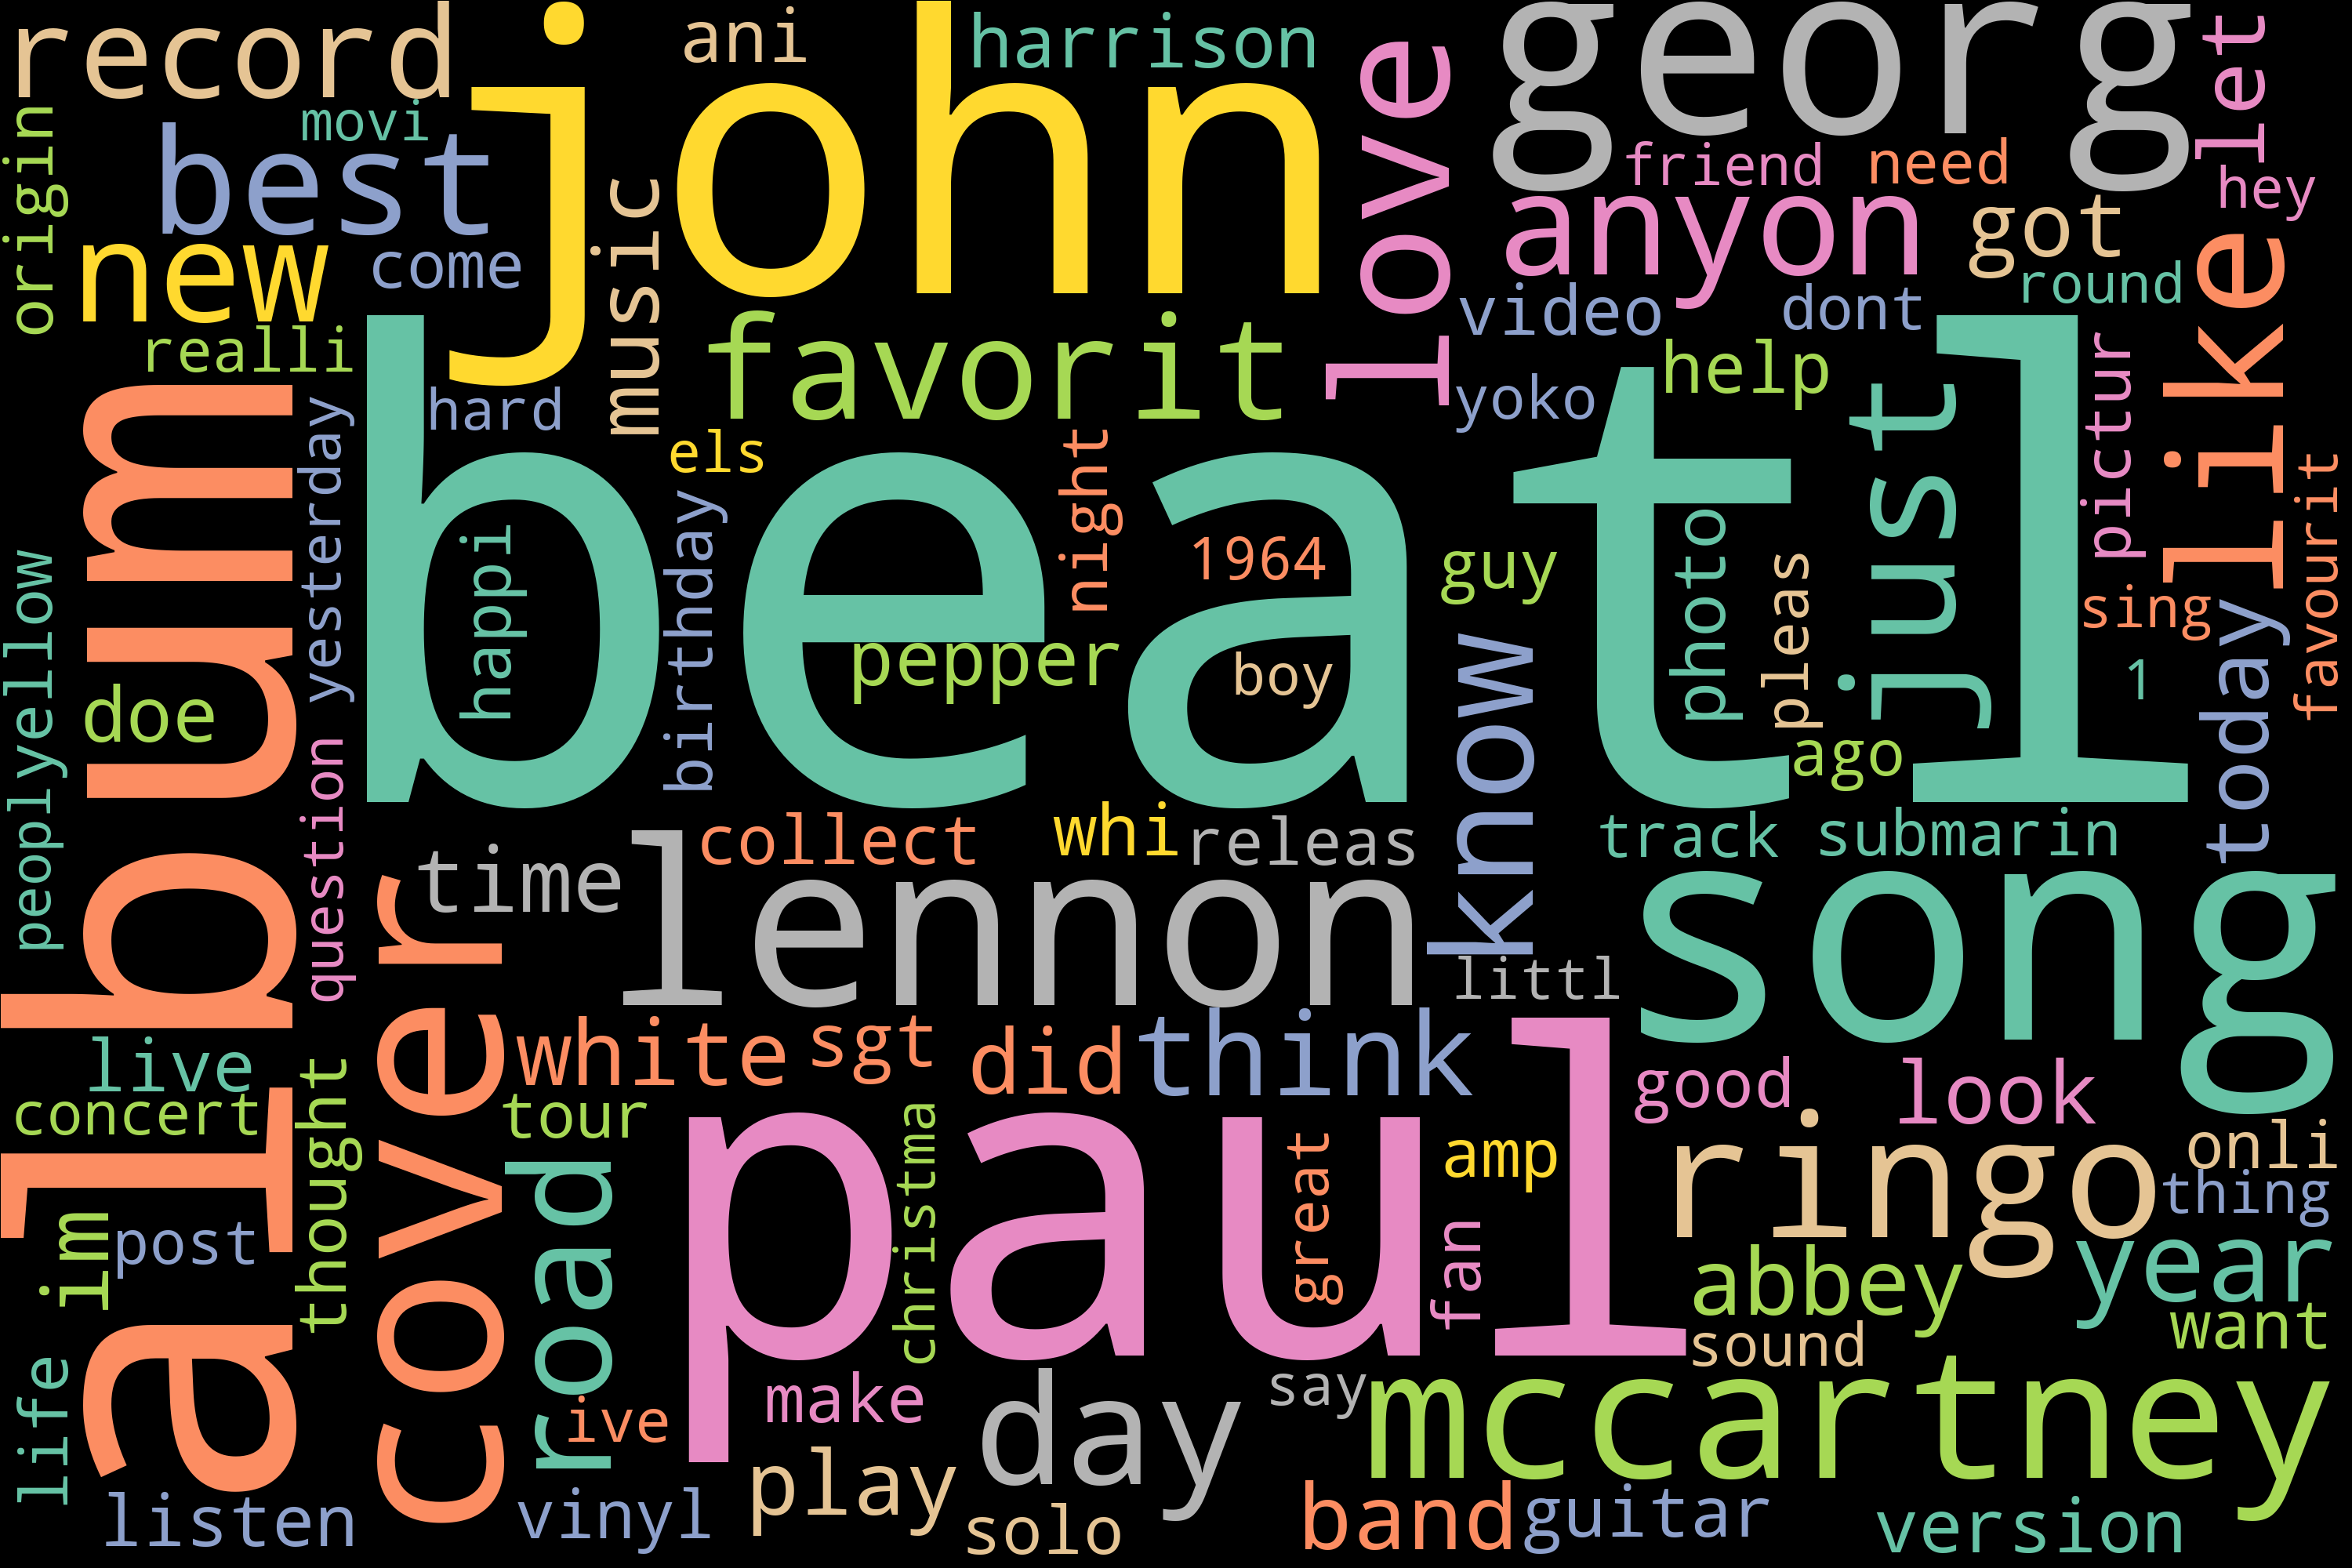 record
john
ani
harrison
love
georg
let
movi
origin
best
music
friend
need
hey
anyon
got
like
new
come
video
dont
round
realli
favorit
help
pictur
hard
yoko
just
yesterday
els
night
favourit
album
beatl
happi
birthday
1964
guy
photo
pleas
sing
today
yellow
doe
pepper
boy
know
1
peopl
question
ago
time
collect
whi
releas
track
submarin
cover
lennon
song
littl
live
white
sgt
did
think
good
look
concert
thought
tour
paul
christma
great
amp
ringo
onli
im
post
road
fan
thing
abbey
year
want
life
ive
make
day
say
sound
mccartney
listen
vinyl
play
solo
band
guitar
version